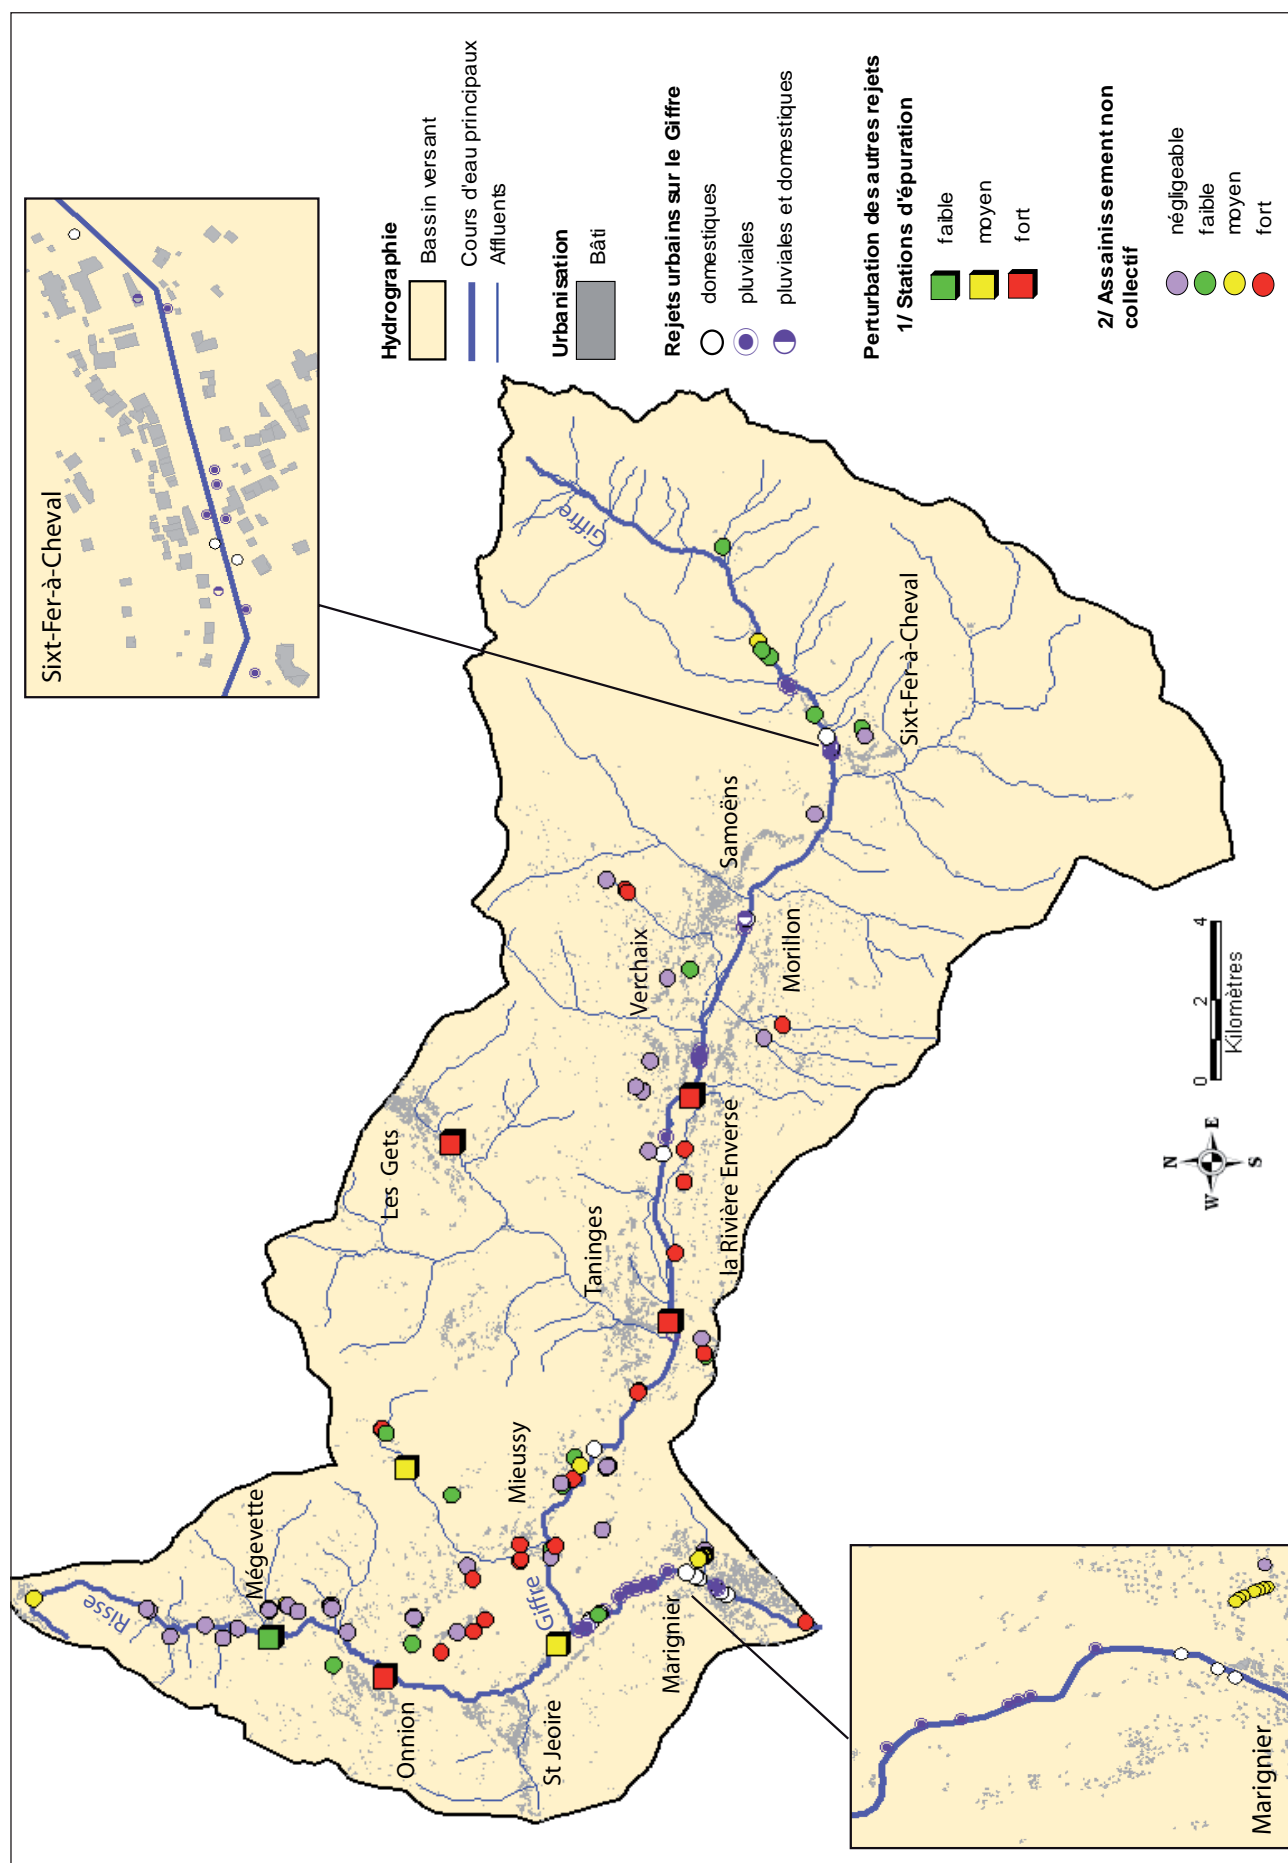 Sixt-Fer-à-Cheval
Hydrographie
Bassin versant
Cours d'eau principaux
Affluents
Urbanisation
Bâti
Rejets urbains sur le Giffre
domestiques
pluviales
pluviales et domestiques
Perturbation des autres rejets
1/ Stations d'épuration
faible
moyen
fort
2/ Assainissement non
collectif
négligeable
faible
moyen
fort
Risse
Mégevette
Onnion
St Jeoire
Giffre
Mieussy
Marignier
Les Gets
Taninges
la Rivière Enverse
Verchaix
Morillon
Samoëns
Sixt-Fer-à-Cheval
Giffre
Marignier
N
W
E
S
0
2
4
Kilomètres